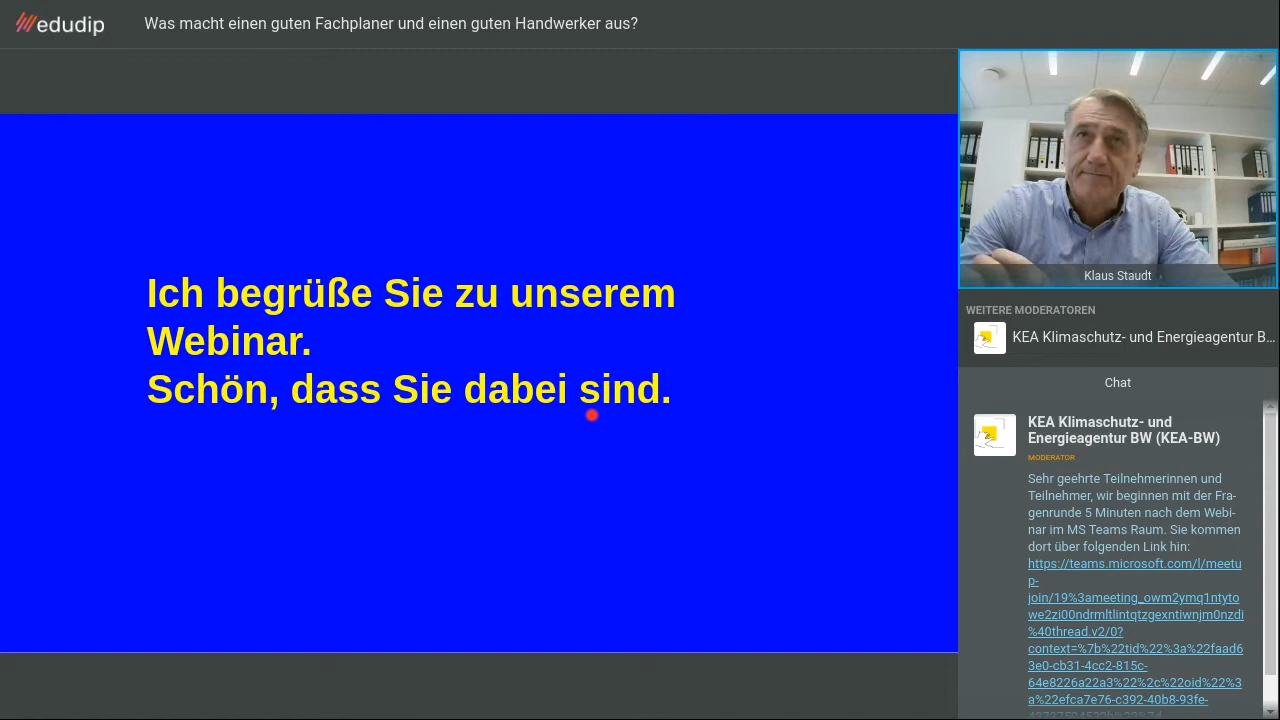 edudip
Was macht einen guten Fachplaner und einen guten Handwerker aus?
Ich begrüße Sie zu unserem
Webinar.
Schön, dass Sie dabei sind.
Klaus Staudt
WEITERE MODERATOREN
KEA Klimaschutz- und Energieagentur B...
Chat
KEA Klimaschutz- und
Energieagentur BW (KEA-BW)
MODERATOR
Sehr geehrte Teilnehmerinnen und
Teilnehmer, wir beginnen mit der Fra-
genrunde 5 Minuten nach dem Webi-
nar im MS Teams Raum. Sie kommen
dort über folgenden Link hin:
https://teams.microsoft.com/l/meetu
p-
join/19%3ameeting_owm2ymq1ntyto
we2zi00ndrmltlintqtzgexntiwnjm0nzdi
%40thread.v2/0?
context=%7b%22tid%22%3a%22faad6
3e0-cb31-4cc2-815c-
64e8226a22a3%22%2c%22oid%22%3
a%22efca7e76-c392-40b8-93fe-